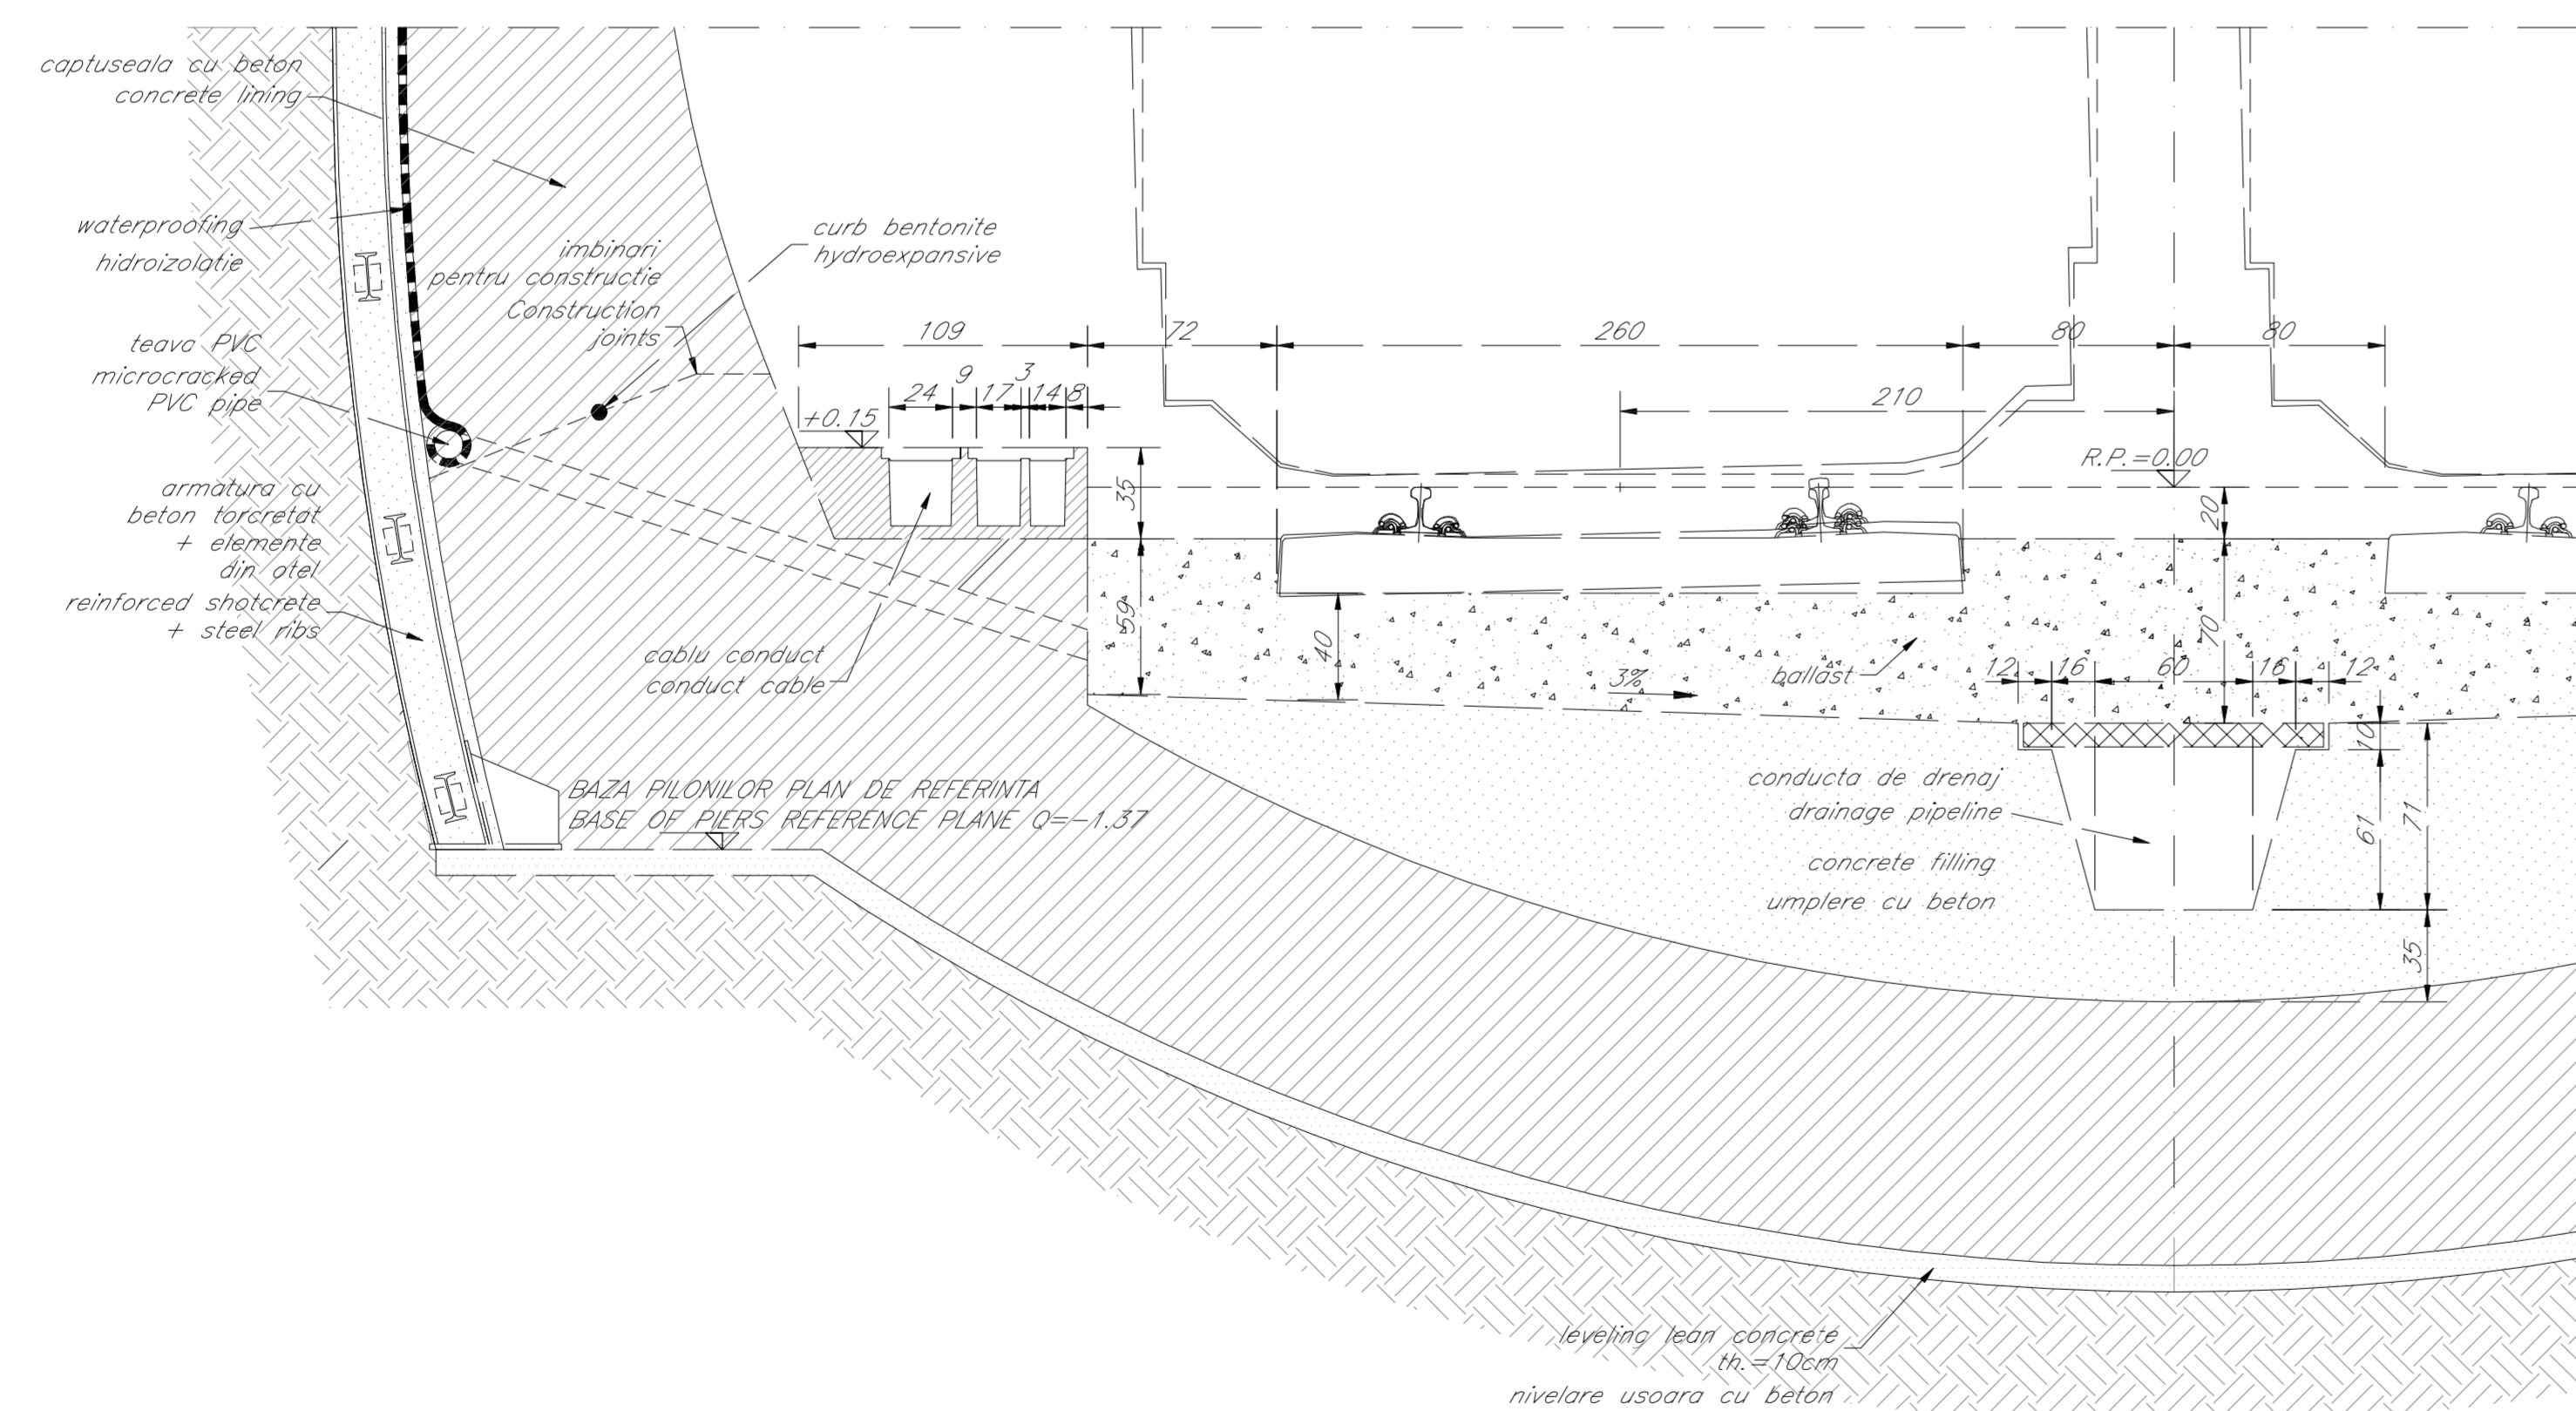 captuseala cu beton
concrete lining
waterproofing
hidroizolatie
imbinari
pentru constructie
Construction
joints
curb bentonite
hydroexpansive
teava PVC
microcracked
PVC pipe
armatura cu
beton torcretat
+ elemente
din otel
reinforced shotcrete
+ steel ribs
109
72
260
80
80
9
3
24
17
14
8
210
+0.15
R.P.=0.00
35
20
59
40
70
cablu conduct
conduct cable
3%
ballast
12
16
60
16
12
10
BAZA PILONILOR PLAN DE REFERINTA
BASE OF PIERS REFERENCE PLANE Q=-1.37
conducta de drenaj
drainage pipeline
61
71
concrete filling
umplere cu beton
35
leveling lean concrete
th.=10cm
nivelare usoara cu beton